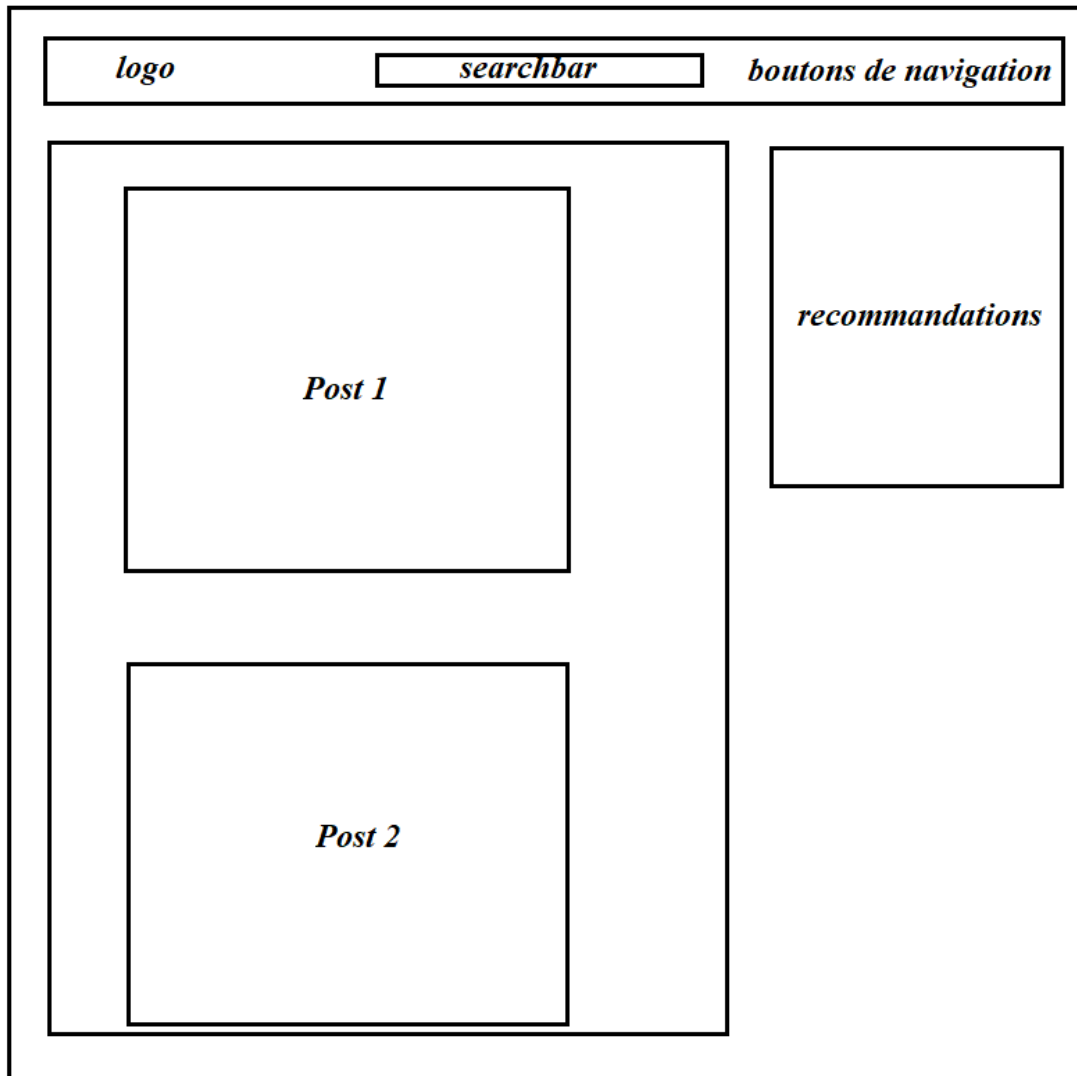 logo
searchbar
boutons de navigation
recommandations
Post 1
Post 2